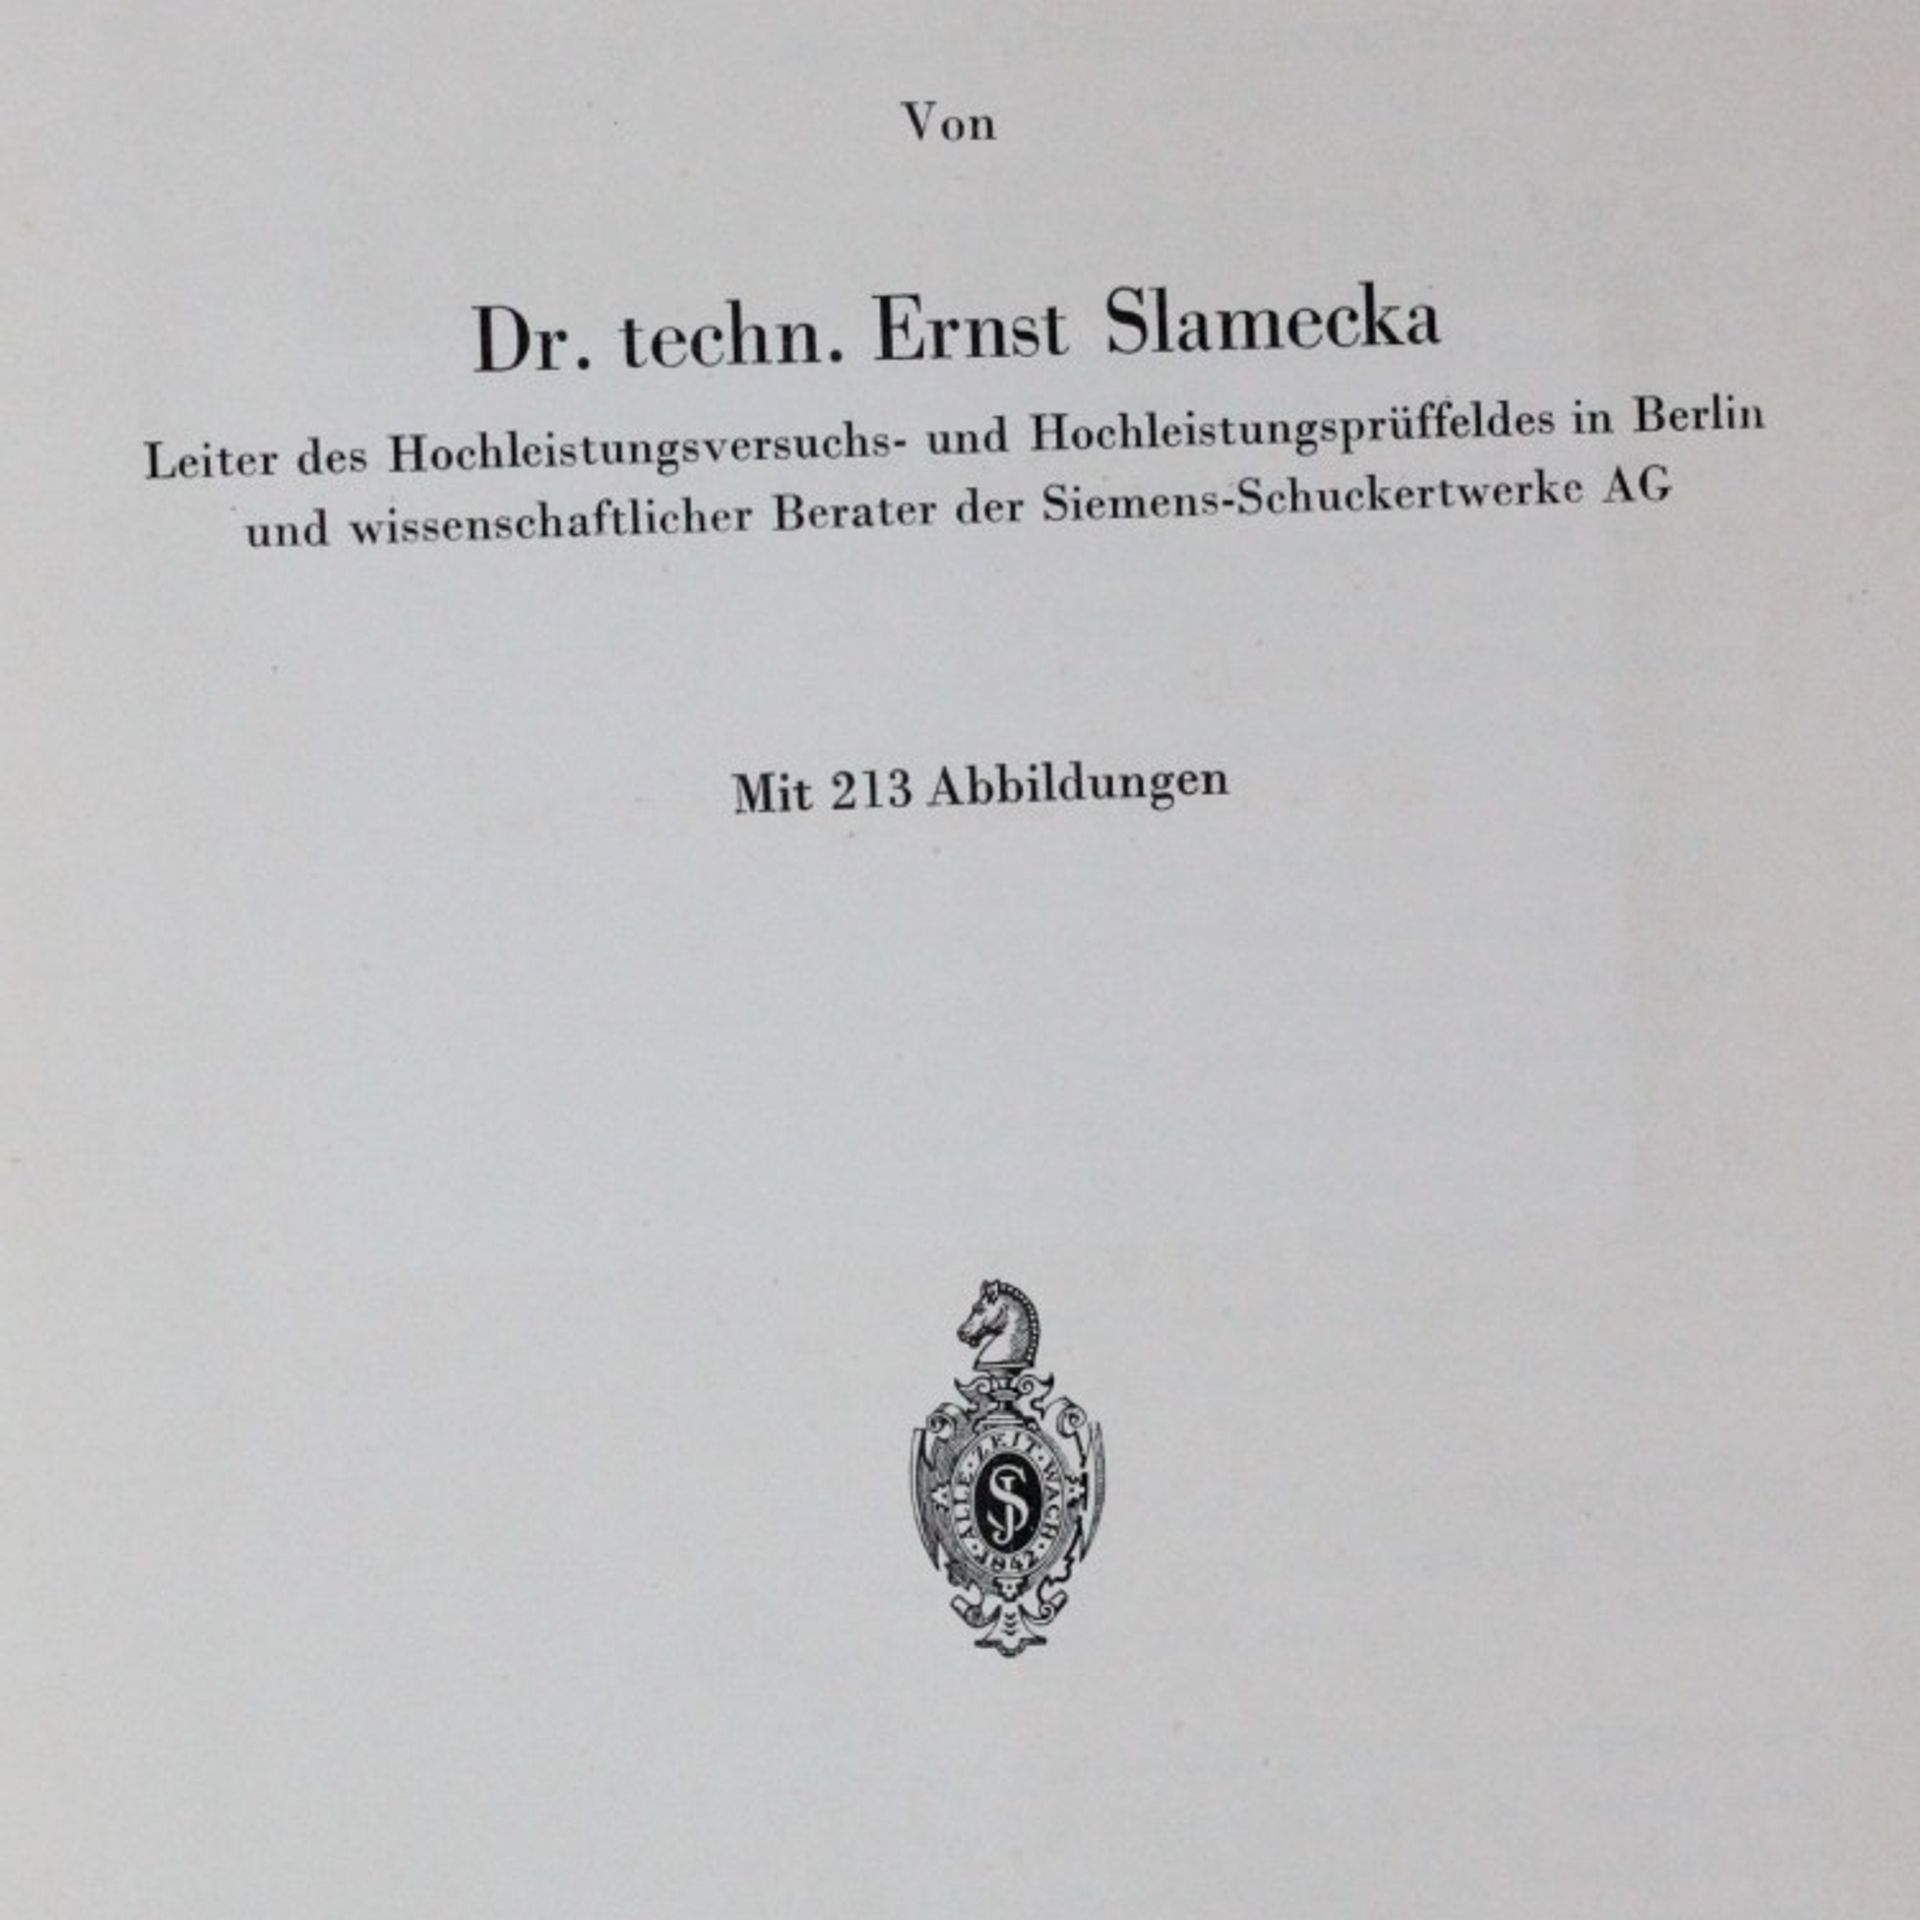 Von
Dr. techn. Ernst Slamecka
Leiter des Hochleistungsversuchs- und Hochleistungsprüffeldes in Berlin
und wissenschaftlicher Berater der Siemens-Schuckertwerke AG
Mit 213 Abbildungen
ALLE · ZEIT · WACH ·
JS
1842